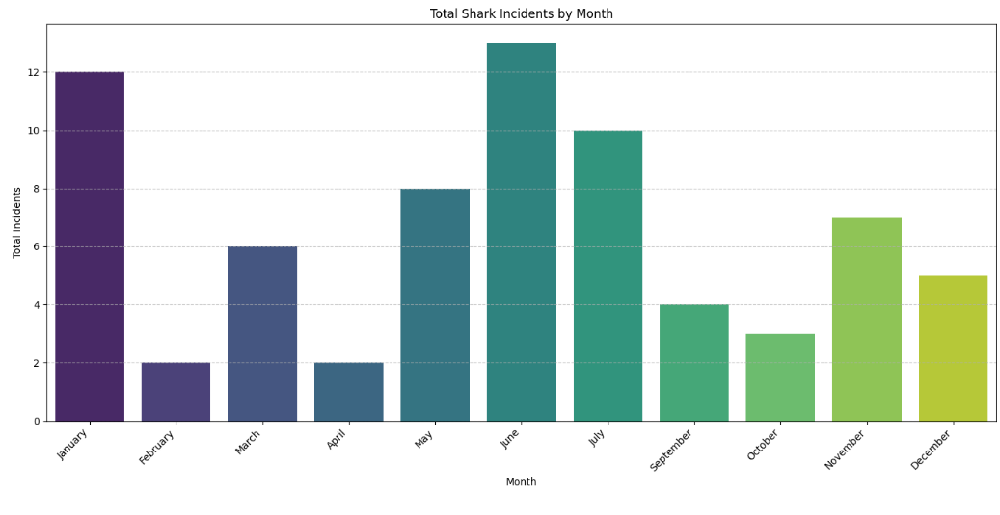 Total Shark Incidents by Month
Total Incidents
12
10
8
6
4
2
0
January
February
March
April
May
June
July
September
October
November
December
Month